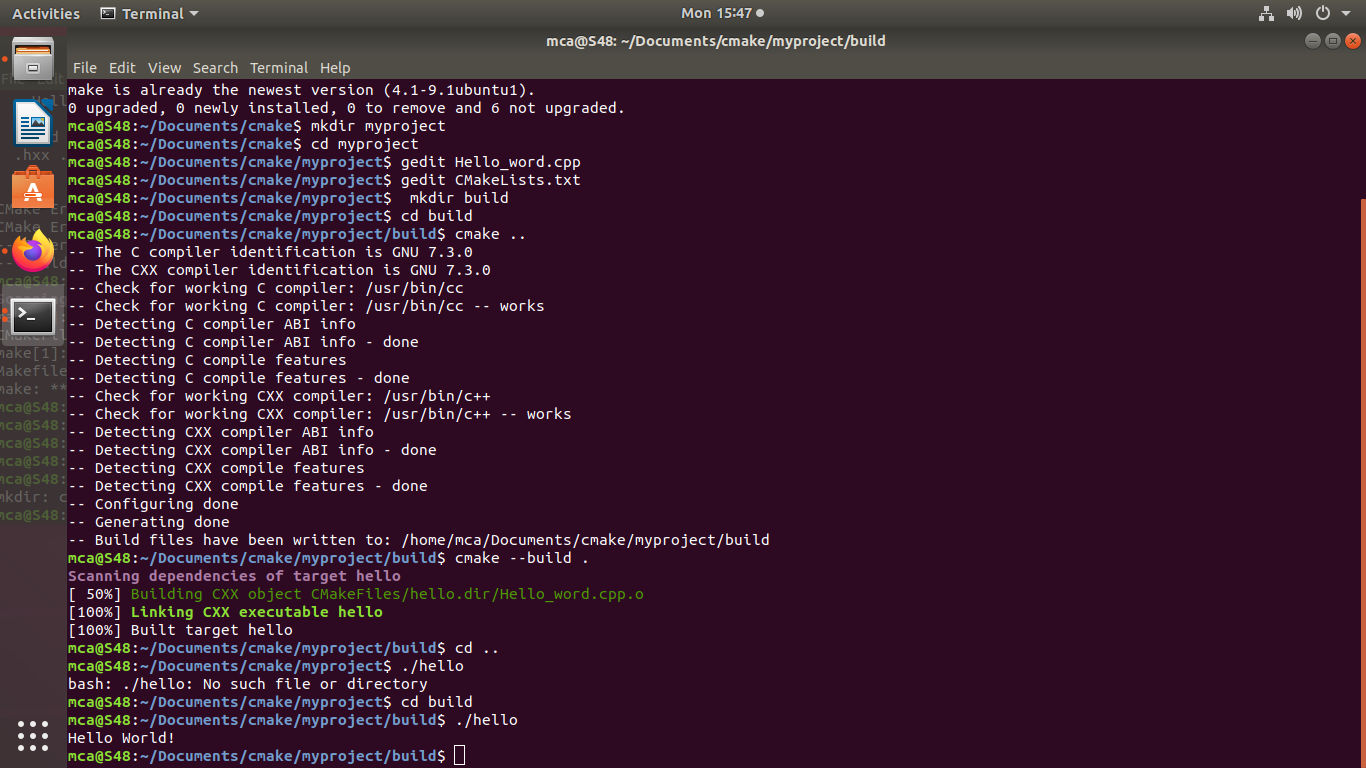 Activities Terminal Mon 15:47
mca@S48: ~/Documents/cmake/myproject/build
File Edit View Search Terminal Help
make is already the newest version (4.1-9.1ubuntu1).
0 upgraded, 0 newly installed, 0 to remove and 6 not upgraded.
mca@S48:~/Documents/cmake$ mkdir myproject
mca@S48:~/Documents/cmake$ cd myproject
mca@S48:~/Documents/cmake/myproject$ gedit Hello_word.cpp
mca@S48:~/Documents/cmake/myproject$ gedit CMakeLists.txt
mca@S48:~/Documents/cmake/myproject$  mkdir build
mca@S48:~/Documents/cmake/myproject$ cd build
mca@S48:~/Documents/cmake/myproject/build$ cmake ..
-- The C compiler identification is GNU 7.3.0
-- The CXX compiler identification is GNU 7.3.0
-- Check for working C compiler: /usr/bin/cc
-- Check for working C compiler: /usr/bin/cc -- works
-- Detecting C compiler ABI info
-- Detecting C compiler ABI info - done
-- Detecting C compile features
-- Detecting C compile features - done
-- Check for working CXX compiler: /usr/bin/c++
-- Check for working CXX compiler: /usr/bin/c++ -- works
-- Detecting CXX compiler ABI info
-- Detecting CXX compiler ABI info - done
-- Detecting CXX compile features
-- Detecting CXX compile features - done
-- Configuring done
-- Generating done
-- Build files have been written to: /home/mca/Documents/cmake/myproject/build
mca@S48:~/Documents/cmake/myproject/build$ cmake --build .
Scanning dependencies of target hello
[ 50%] Building CXX object CMakeFiles/hello.dir/Hello_word.cpp.o
[100%] Linking CXX executable hello
[100%] Built target hello
mca@S48:~/Documents/cmake/myproject/build$ cd ..
mca@S48:~/Documents/cmake/myproject$ ./hello
bash: ./hello: No such file or directory
mca@S48:~/Documents/cmake/myproject$ cd build
mca@S48:~/Documents/cmake/myproject/build$ ./hello
Hello World!
mca@S48:~/Documents/cmake/myproject/build$